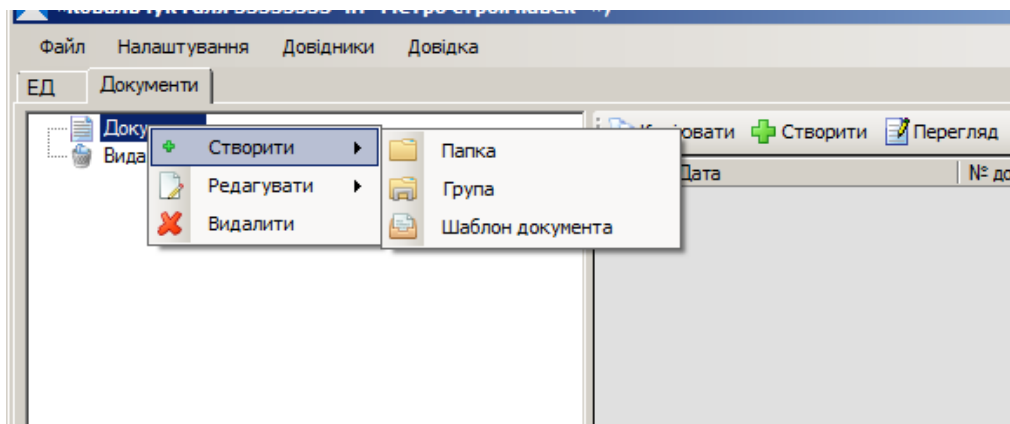 Файл Налаштування Довідники Довідка
ЕД Документи
Створити Перегляд
Створити Папка
Редагувати Група
Видалити Шаблон документа
Дата